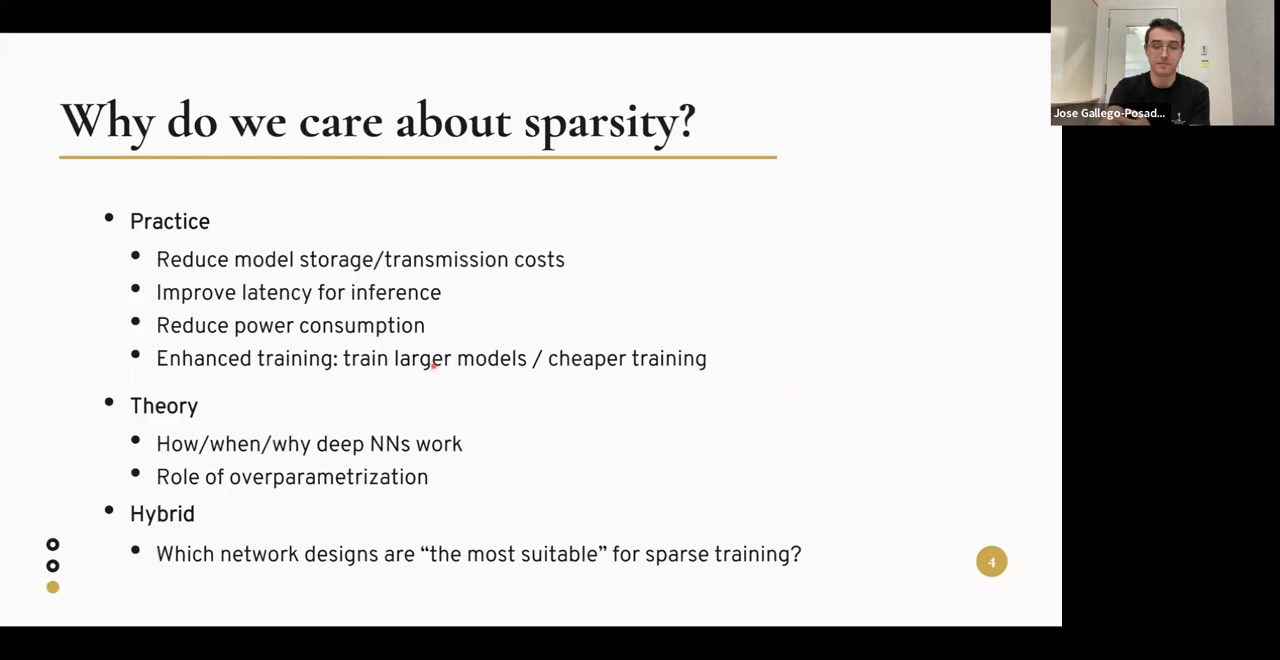 Why do we care about sparsity?
Jose Gallego-Posad...
Practice
Reduce model storage/transmission costs
Improve latency for inference
Reduce power consumption
Enhanced training: train larger models / cheaper training
Theory
How/when/why deep NNs work
Role of overparametrization
Hybrid
Which network designs are “the most suitable” for sparse training?
4